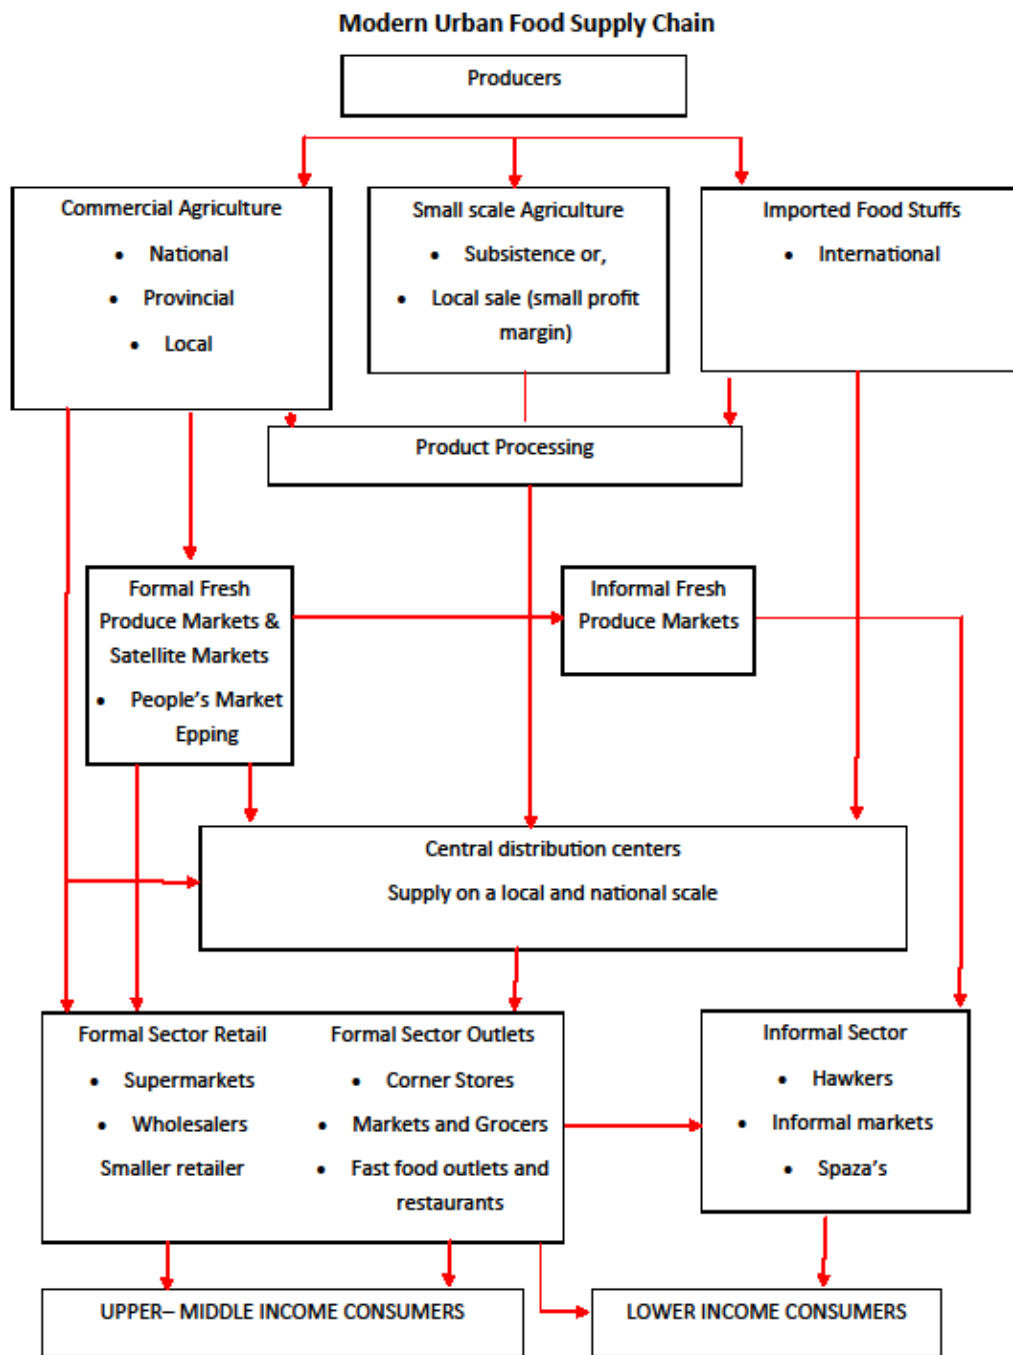 Modern Urban Food Supply Chain
Producers
Commercial Agriculture
• National
• Provincial
• Local
Small scale Agriculture
• Subsistence or,
• Local sale (small profit
margin)
Imported Food Stuffs
• International
Product Processing
Formal Fresh
Produce Markets &
Satellite Markets
• People's Market
Epping
Informal Fresh
Produce Markets
Central distribution centers
Supply on a local and national scale
Formal Sector Retail
• Supermarkets
• Wholesalers
Smaller retailer
Formal Sector Outlets
• Corner Stores
• Markets and Grocers
• Fast food outlets and
restaurants
Informal Sector
• Hawkers
• Informal markets
• Spaza's
UPPER– MIDDLE INCOME CONSUMERS
LOWER INCOME CONSUMERS